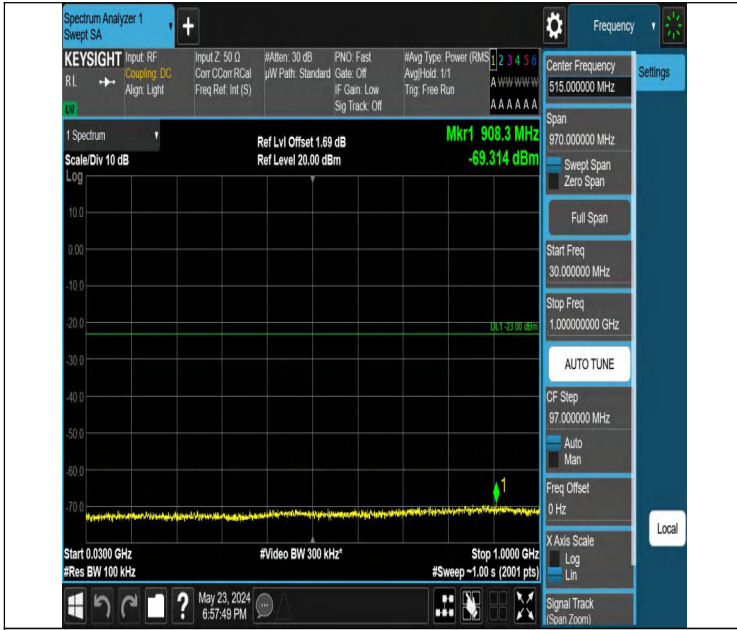 Spectrum Analyzer 1
Swept SA
Frequency
KEYSIGHT
RL
Input: RF
Coupling: DC
Align: Light
Input Z: 50 Ω
Corr CCorr RCal
Freq Ref: Int (S)
#Atten: 30 dB
µW Path: Standard
PNO: Fast
Gate: Off
IF Gain: Low
Sig Track: Off
#Avg Type: Power (RMS
Avg|Hold: 1/1
Trig: Free Run
1 2 3 4 5 6
A W W W W W
A A A A A A
Center Frequency
515.000000 MHz
Settings
Span
970.000000 MHz
Swept Span
Zero Span
Full Span
Start Freq
30.000000 MHz
Stop Freq
1.000000000 GHz
AUTO TUNE
CF Step
97.000000 MHz
Auto
Man
Freq Offset
0 Hz
X Axis Scale
Log
Lin
Signal Track
(Span Zoom)
Local
1 Spectrum
Scale/Div 10 dB
Log
Ref Lvl Offset 1.69 dB
Ref Level 20.00 dBm
Mkr1 908.3 MHz
-69.314 dBm
10.0
0.00
-10.0
-20.0
DL1 -23.00 dBm
-30.0
-40.0
-50.0
-60.0
1
-70.0
Start 0.0300 GHz
#Video BW 300 kHz*
Stop 1.0000 GHz
#Res BW 100 kHz
#Sweep ~1.00 s (2001 pts)
?
May 23, 2024
6:57:49 PM